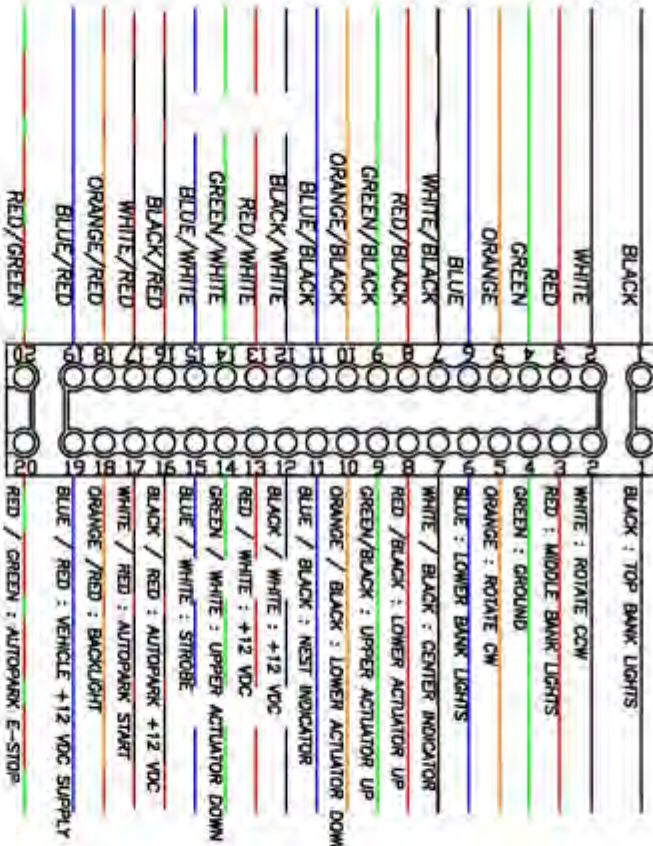 BLACK 1 1 BLACK : TOP BANK LIGHTS
WHITE 2 2 WHITE : ROTATE CCW
RED 3 3 RED : MIDDLE BANK LIGHTS
GREEN 4 4 GREEN : GROUND
ORANGE 5 5 ORANGE : ROTATE CW
BLUE 6 6 BLUE : LOWER BANK LIGHTS
WHITE/BLACK 7 7 WHITE / BLACK : CENTER INDICATOR
RED/BLACK 8 8 RED /BLACK : LOWER ACTUATOR UP
GREEN/BLACK 9 9 GREEN/BLACK : UPPER ACTUATOR UP
ORANGE/BLACK 10 10 ORANGE / BLACK : LOWER ACTUATOR DOWN
BLUE/BLACK 11 11 BLUE / BLACK : NEST INDICATOR
BLACK/WHITE 12 12 BLACK / WHITE : +12 VDC
RED/WHITE 13 13 RED / WHITE : +12 VDC
GREEN/WHITE 14 14 GREEN / WHITE : UPPER ACTUATOR DOWN
BLUE/WHITE 15 15 BLUE / WHITE : STROBE
BLACK/RED 16 16 BLACK / RED : AUTOPARK +12 VDC
WHITE/RED 17 17 WHITE / RED : AUTOPARK START
ORANGE/RED 18 18 ORANGE /RED : BACKLIGHT
BLUE/RED 19 19 BLUE / RED : VEHICLE +12 VDC SUPPLY
RED/GREEN 20 20 RED / GREEN : AUTOPARK E-STOP